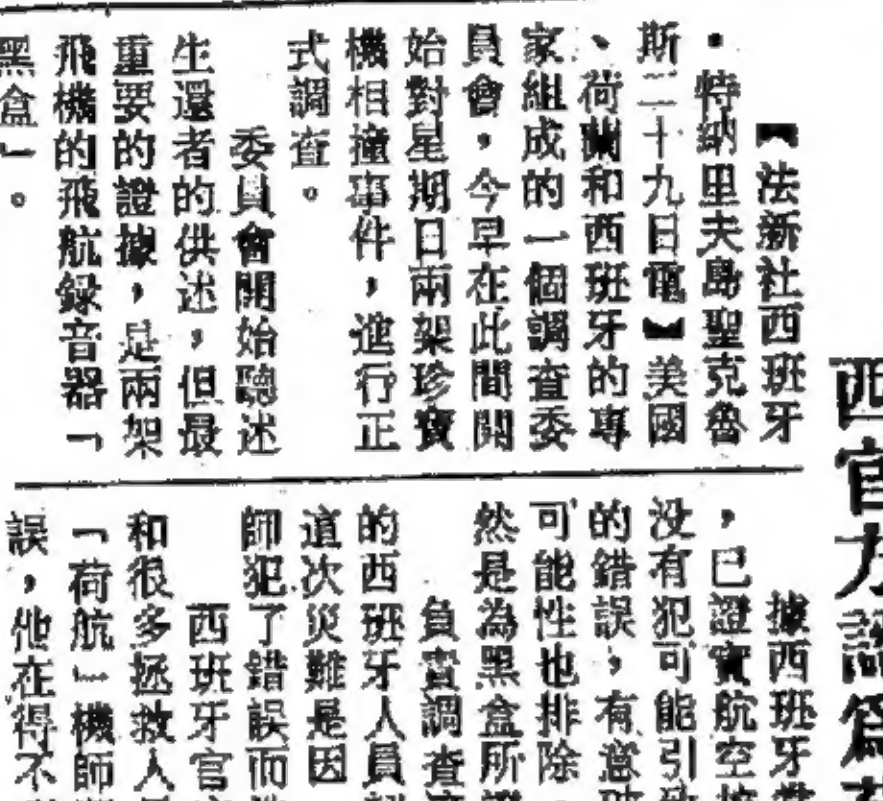 西官方認為
【法新社西班牙
・特納里夫島聖克魯
斯二十九日電】美國
、荷蘭和西班牙的專
家組成的一個調查委
員會，今早在此間開
始對星期日兩架珍寶
機相撞事件，進行正
式調查。
委員會開始聽述
生還者的供述，但最
重要的證據，是兩架
飛機的飛航録音器「
黑盒」。
據西班牙
，已證實航空
没有犯可能引致
的錯誤，有意破
可能性也排除
然是為黑盒所證
負責調查
的西班牙人員
這次災難是因
師犯了錯誤而
西班牙官
和很多拯救人
「荷航」機師
誤，他在得不